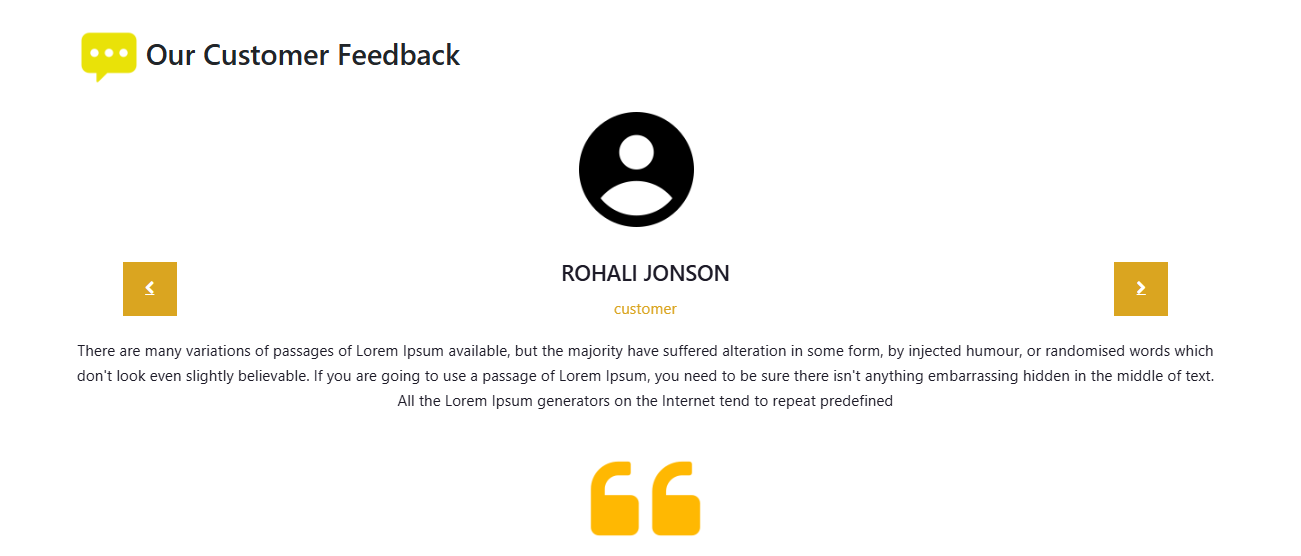 Our Customer Feedback
ROHALI JONSON
customer
There are many variations of passages of Lorem Ipsum available, but the majority have suffered alteration in some form, by injected humour, or randomised words which
don't look even slightly believable. If you are going to use a passage of Lorem Ipsum, you need to be sure there isn't anything embarrassing hidden in the middle of text.
All the Lorem Ipsum generators on the Internet tend to repeat predefined